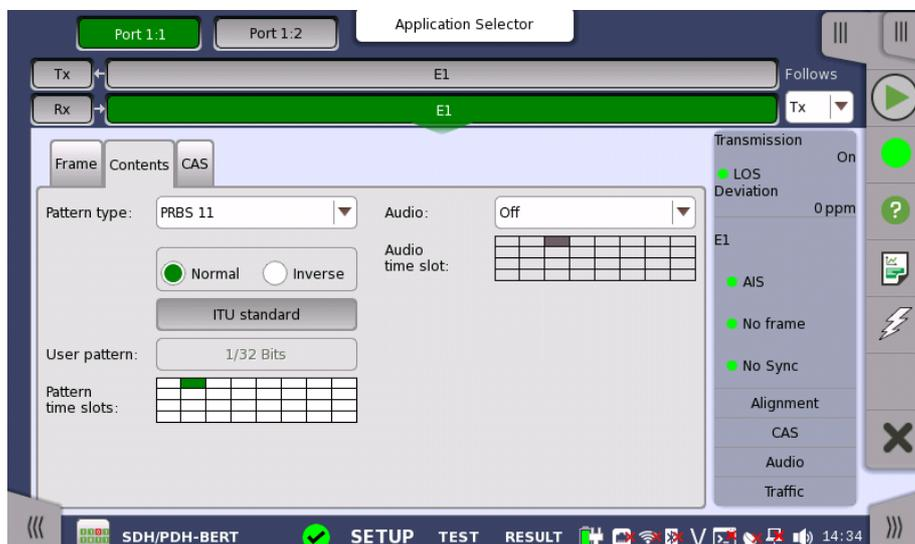 Application Selector
Port 1:1
Port 1:2
Tx
E1
Follows
Rx
E1
Tx
Frame
Contents
CAS
Pattern type:
PRBS 11
Audio:
Off
Audio
time slot:
Normal
Inverse
ITU standard
User pattern:
1/32 Bits
Pattern
time slots:
Transmission
On
LOS
Deviation
0 ppm
E1
AIS
No frame
No Sync
Alignment
CAS
Audio
Traffic
SDH/PDH-BERT
SETUP
TEST
RESULT
V
14:34